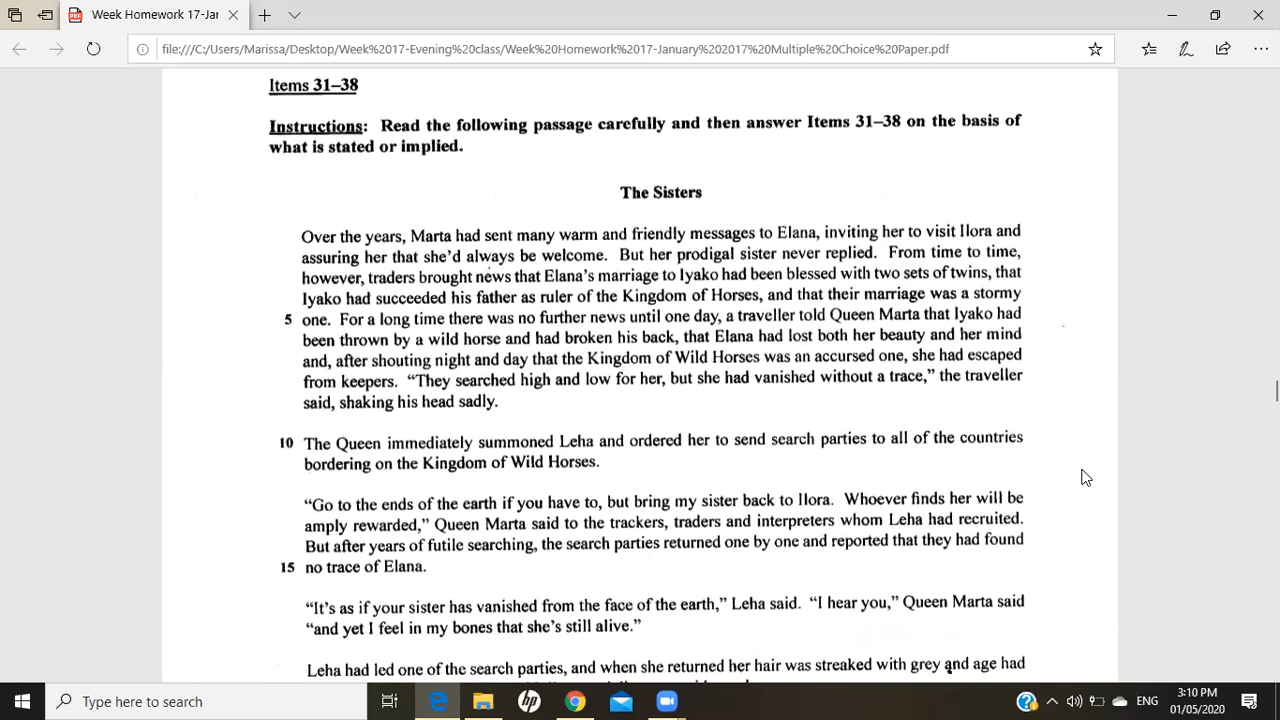 Week Homework 17-Jan
file:///C:/Users/Marissa/Desktop/Week%2017-Evening%20class/Week%20Homework%2017-January%202017%20Multiple%20Choice%20Paper.pdf
Items 31–38
Instructions: Read the following passage carefully and then answer Items 31–38 on the basis of
what is stated or implied.
The Sisters
Over the years, Marta had sent many warm and friendly messages to Elana, inviting her to visit Ilora and
assuring her that she'd always be welcome. But her prodigal sister never replied. From time to time,
however, traders brought news that Elana's marriage to Iyako had been blessed with two sets of twins, that
Iyako had succeeded his father as ruler of the Kingdom of Horses, and that their marriage was a stormy
5 one. For a long time there was no further news until one day, a traveller told Queen Marta that Iyako had
been thrown by a wild horse and had broken his back, that Elana had lost both her beauty and her mind
and, after shouting night and day that the Kingdom of Wild Horses was an accursed one, she had escaped
from keepers. "They searched high and low for her, but she had vanished without a trace," the traveller
said, shaking his head sadly.
10 The Queen immediately summoned Leha and ordered her to send search parties to all of the countries
bordering on the Kingdom of Wild Horses.
"Go to the ends of the earth if you have to, but bring my sister back to Ilora. Whoever finds her will be
amply rewarded," Queen Marta said to the trackers, traders and interpreters whom Leha had recruited.
But after years of futile searching, the search parties returned one by one and reported that they had found
15 no trace of Elana.
"It's as if your sister has vanished from the face of the earth," Leha said. "I hear you," Queen Marta said
"and yet I feel in my bones that she's still alive."
Leha had led one of the search parties, and when she returned her hair was streaked with grey and age had
Type here to search
hp
ENG
3:10 PM
01/05/2020